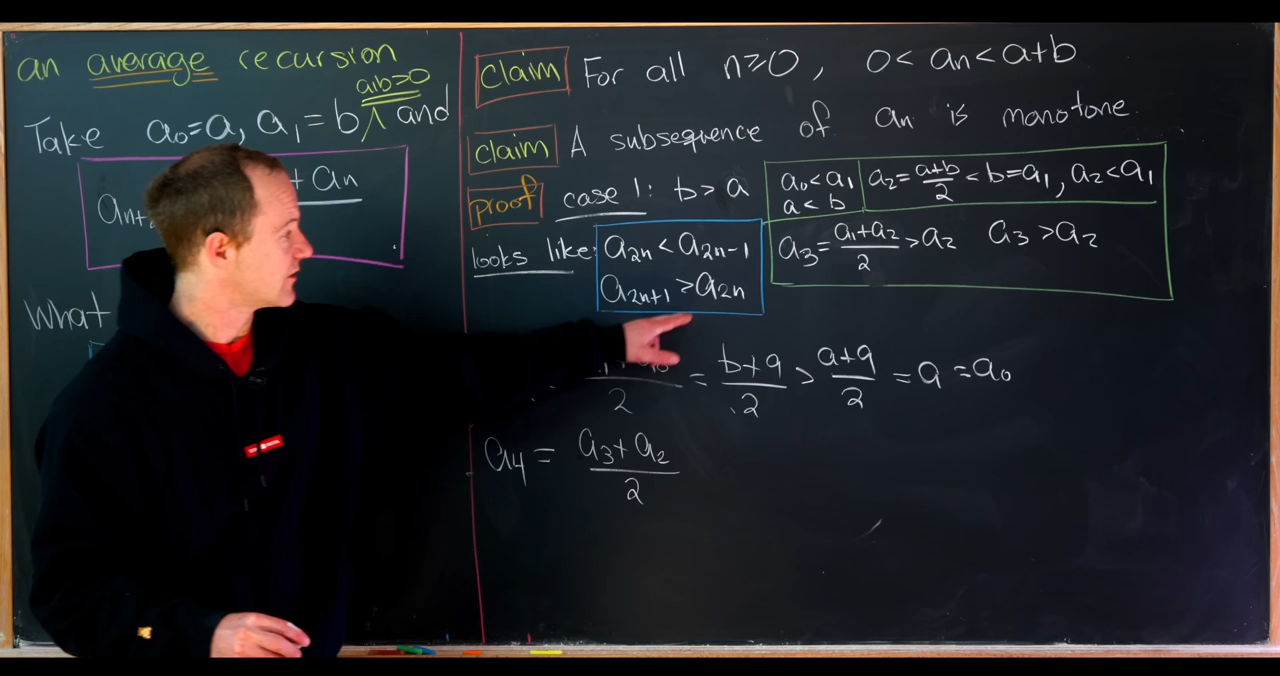 an average recursion
a,b>0
Take a₀=a, a₁=b ∧ and
aₙ₊₂ + aₙ
What
claim For all n≥0, 0<aₙ<a+b
claim A subsequence of aₙ is monotone.
proof case 1: b>a
looks like: a₂ₙ<a₂ₙ₋₁
a₂ₙ₊₁>a₂ₙ
a₀<a₁
a<b
a₂=(a+b)/2<b=a₁, a₂<a₁
a₃=(a₁+a₂)/2>a₂ a₃>a₂
2 = (b+a)/2 > (a+a)/2 = a = a₀
a₄ = (a₃+a₂)/2